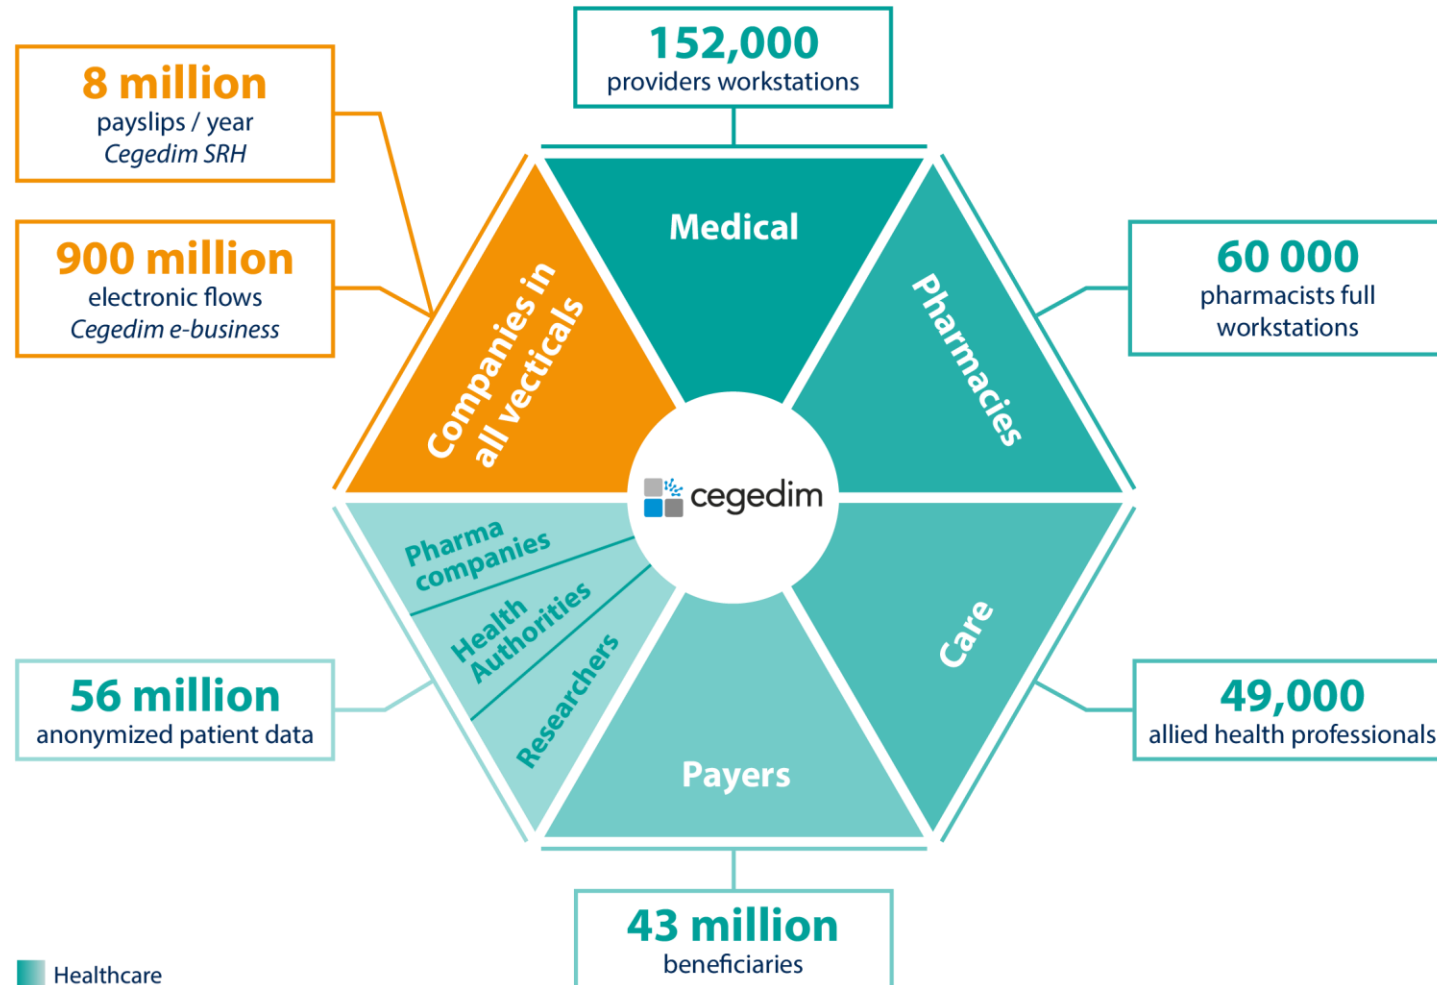 152,000
providers workstations
8 million
payslips / year
Cegedim SRH
900 million
electronic flows
Cegedim e-business
60 000
pharmacists full
workstations
Medical
Pharmacies
Companies in
all vecticals
cegedim
Pharma
companies
Health
Authorities
Researchers
Care
Payers
56 million
anonymized patient data
49,000
allied health professionals
43 million
beneficiaries
Healthcare